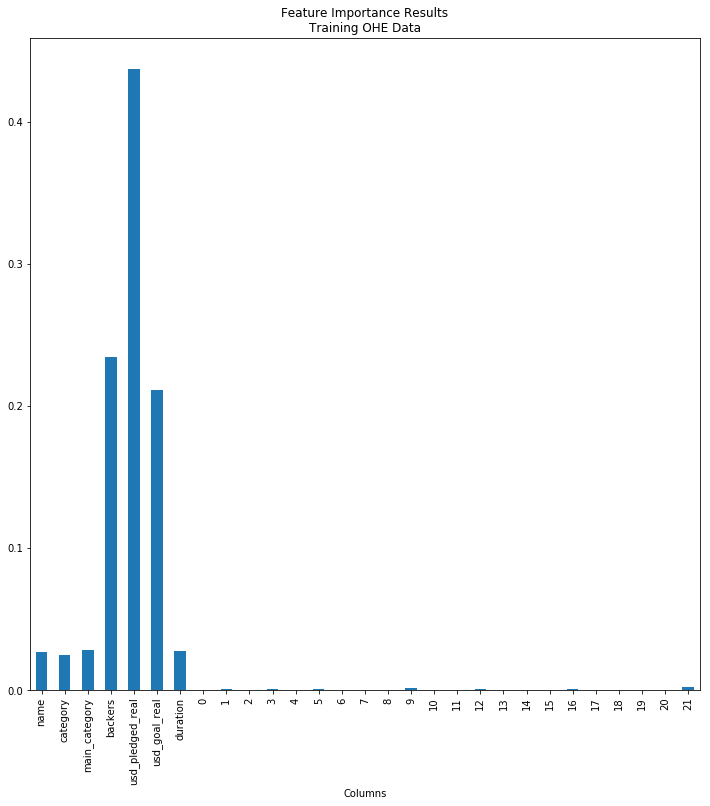 Feature Importance Results
Training OHE Data
0.4
0.3
0.2
0.1
0.0
name
category
main_category
backers
usd_pledged_real
usd_goal_real
duration
0
1
2
3
4
5
6
7
8
9
10
11
12
13
14
15
16
17
18
19
20
21
Columns